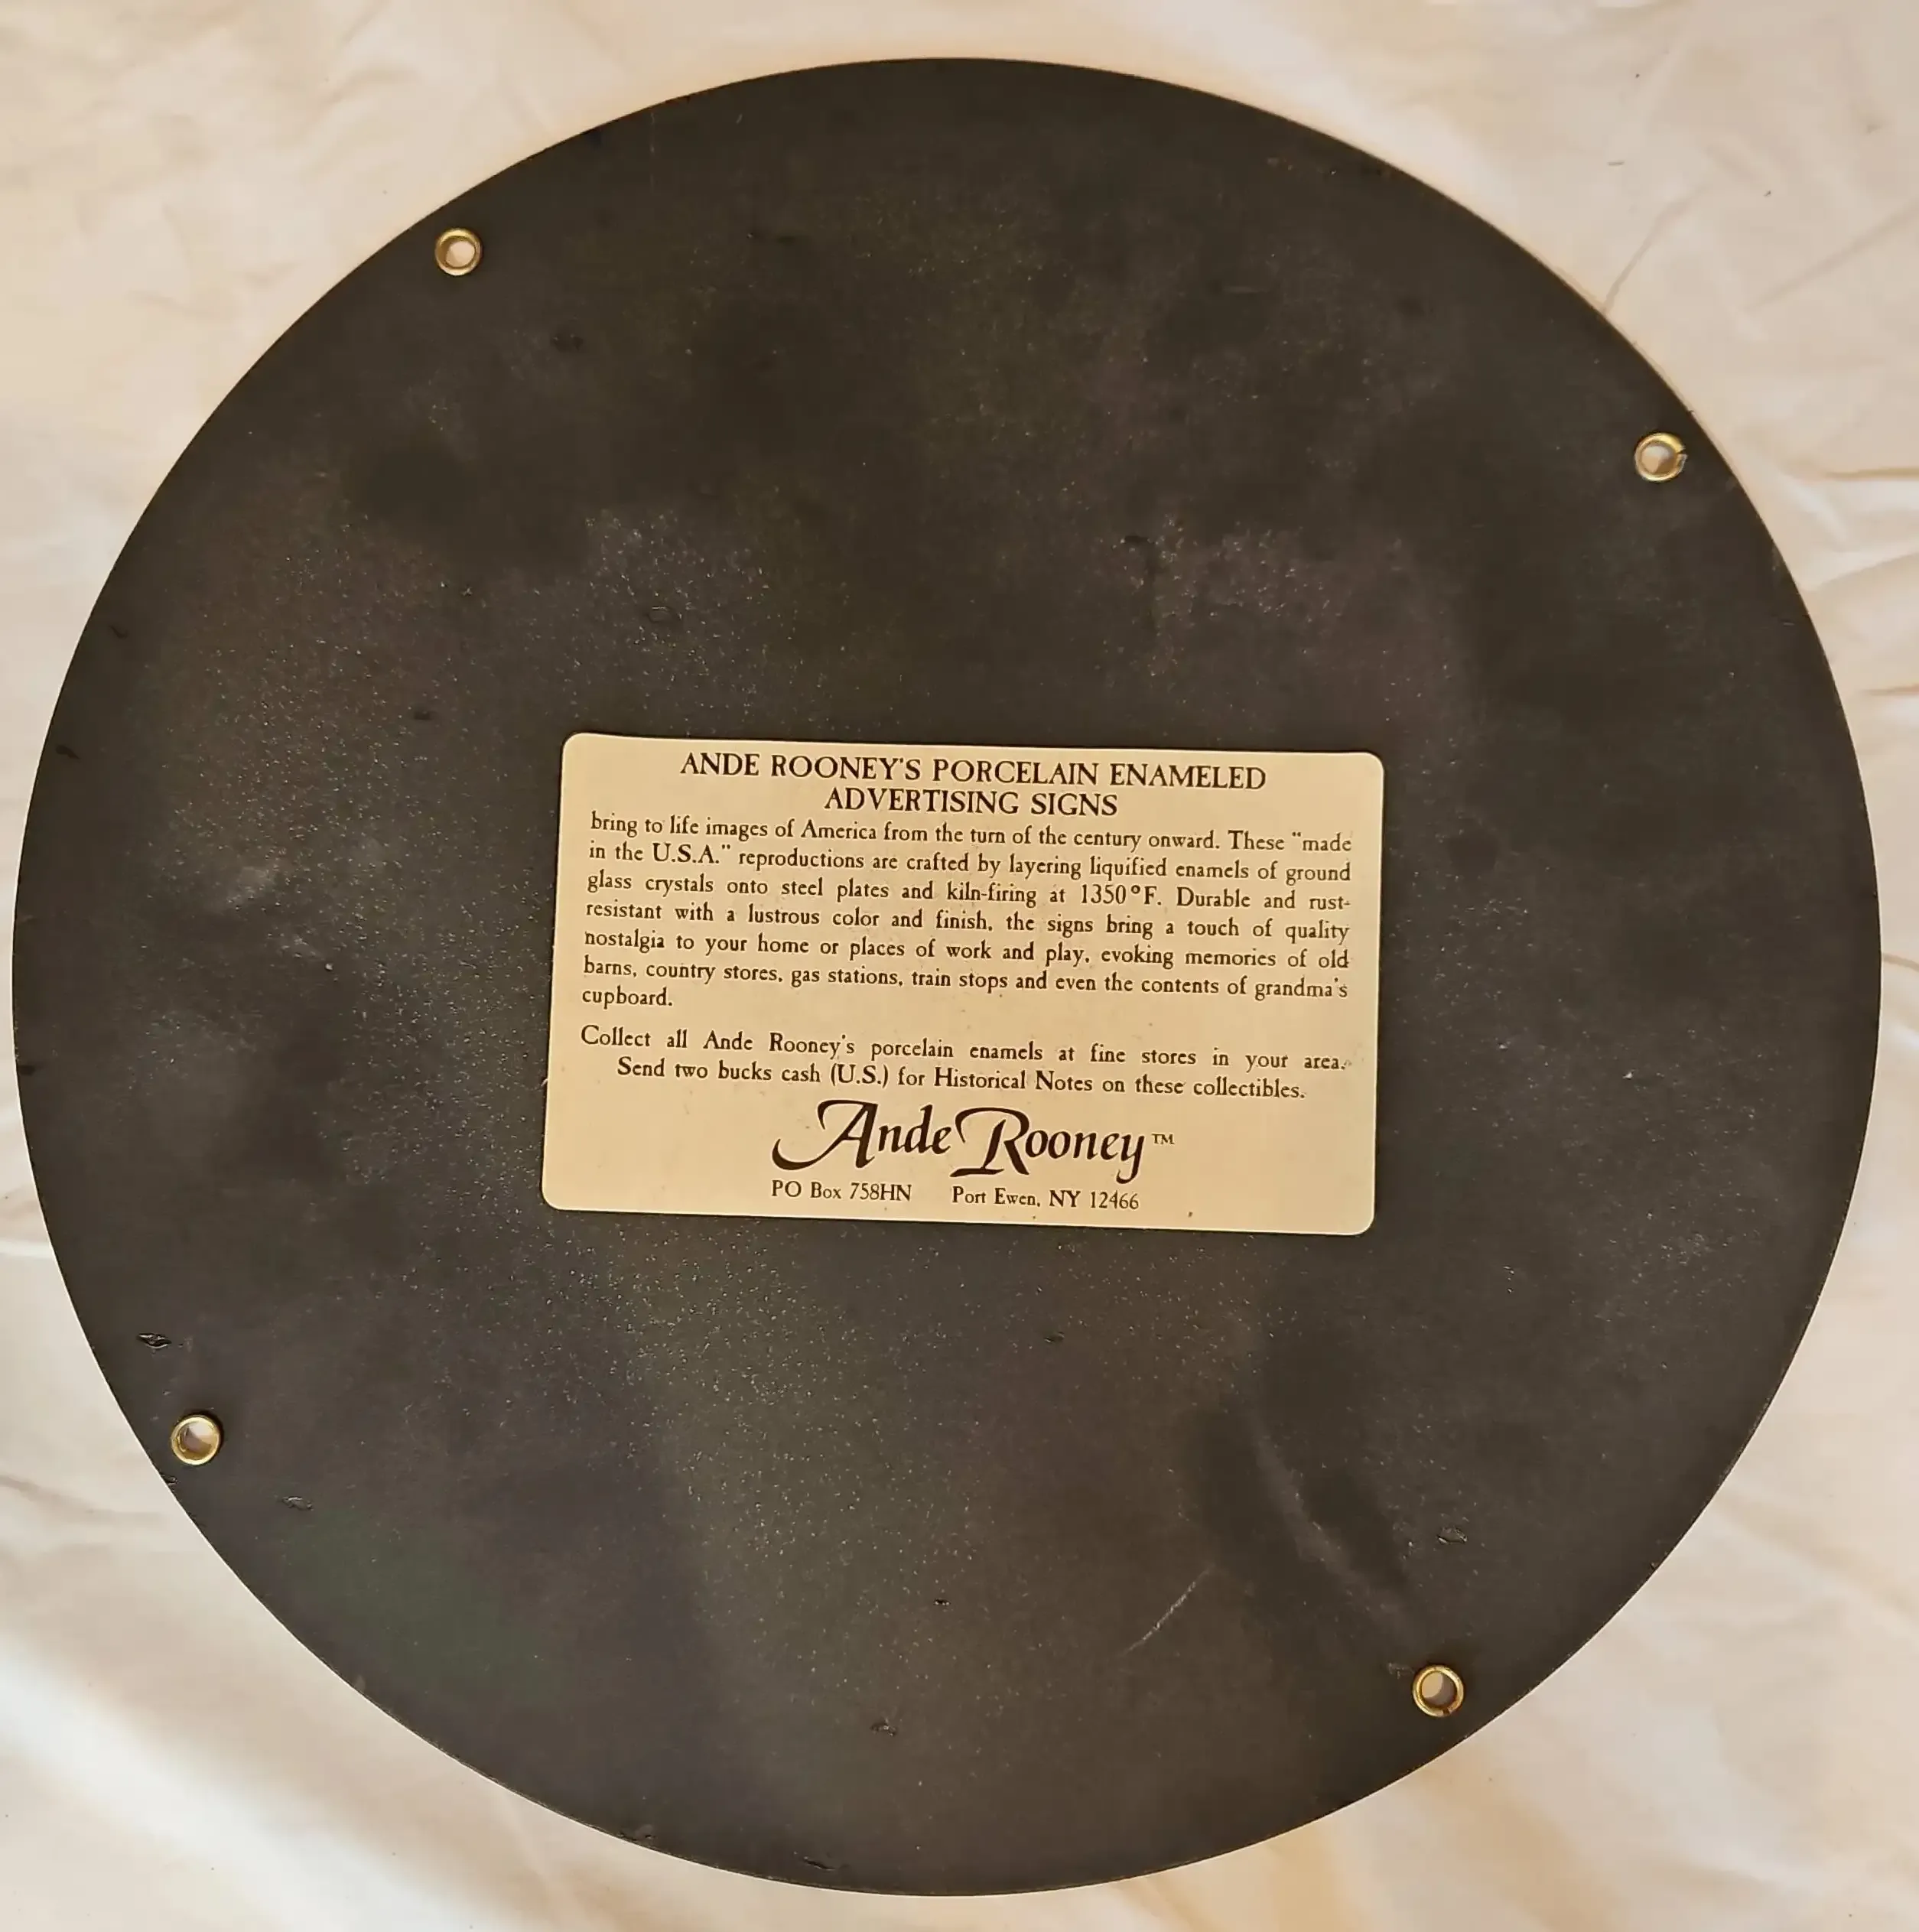 ANDE ROONEY'S PORCELAIN ENAMELED
ADVERTISING SIGNS
bring to life images of America from the turn of the century onward. These "made
in the U.S.A." reproductions are crafted by layering liquified enamels of ground
glass crystals onto steel plates and kiln-firing at 1350°F. Durable and rust-
resistant with a lustrous color and finish, the signs bring a touch of quality
nostalgia to your home or places of work and play, evoking memories of old
barns, country stores, gas stations, train stops and even the contents of grandma's
cupboard.
Collect all Ande Rooney's porcelain enamels at fine stores in your area.
Send two bucks cash (U.S.) for Historical Notes on these collectibles.
Ande Rooney™
PO Box 758HN Port Ewen, NY 12466